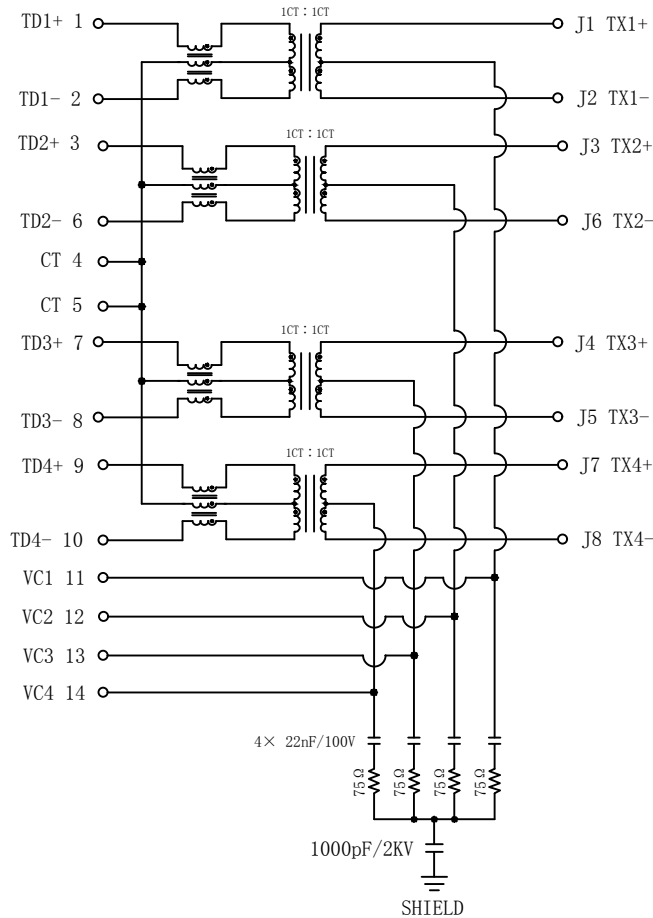 1CT : 1CT
TD1+ 1
J1 TX1+
TD1- 2
J2 TX1-
1CT : 1CT
TD2+ 3
J3 TX2+
TD2- 6
J6 TX2-
CT 4
CT 5
1CT : 1CT
TD3+ 7
J4 TX3+
TD3- 8
J5 TX3-
1CT : 1CT
TD4+ 9
J7 TX4+
TD4- 10
J8 TX4-
VC1 11
VC2 12
VC3 13
VC4 14
4× 22nF/100V
75Ω
75Ω
75Ω
75Ω
1000pF/2KV
SHIELD